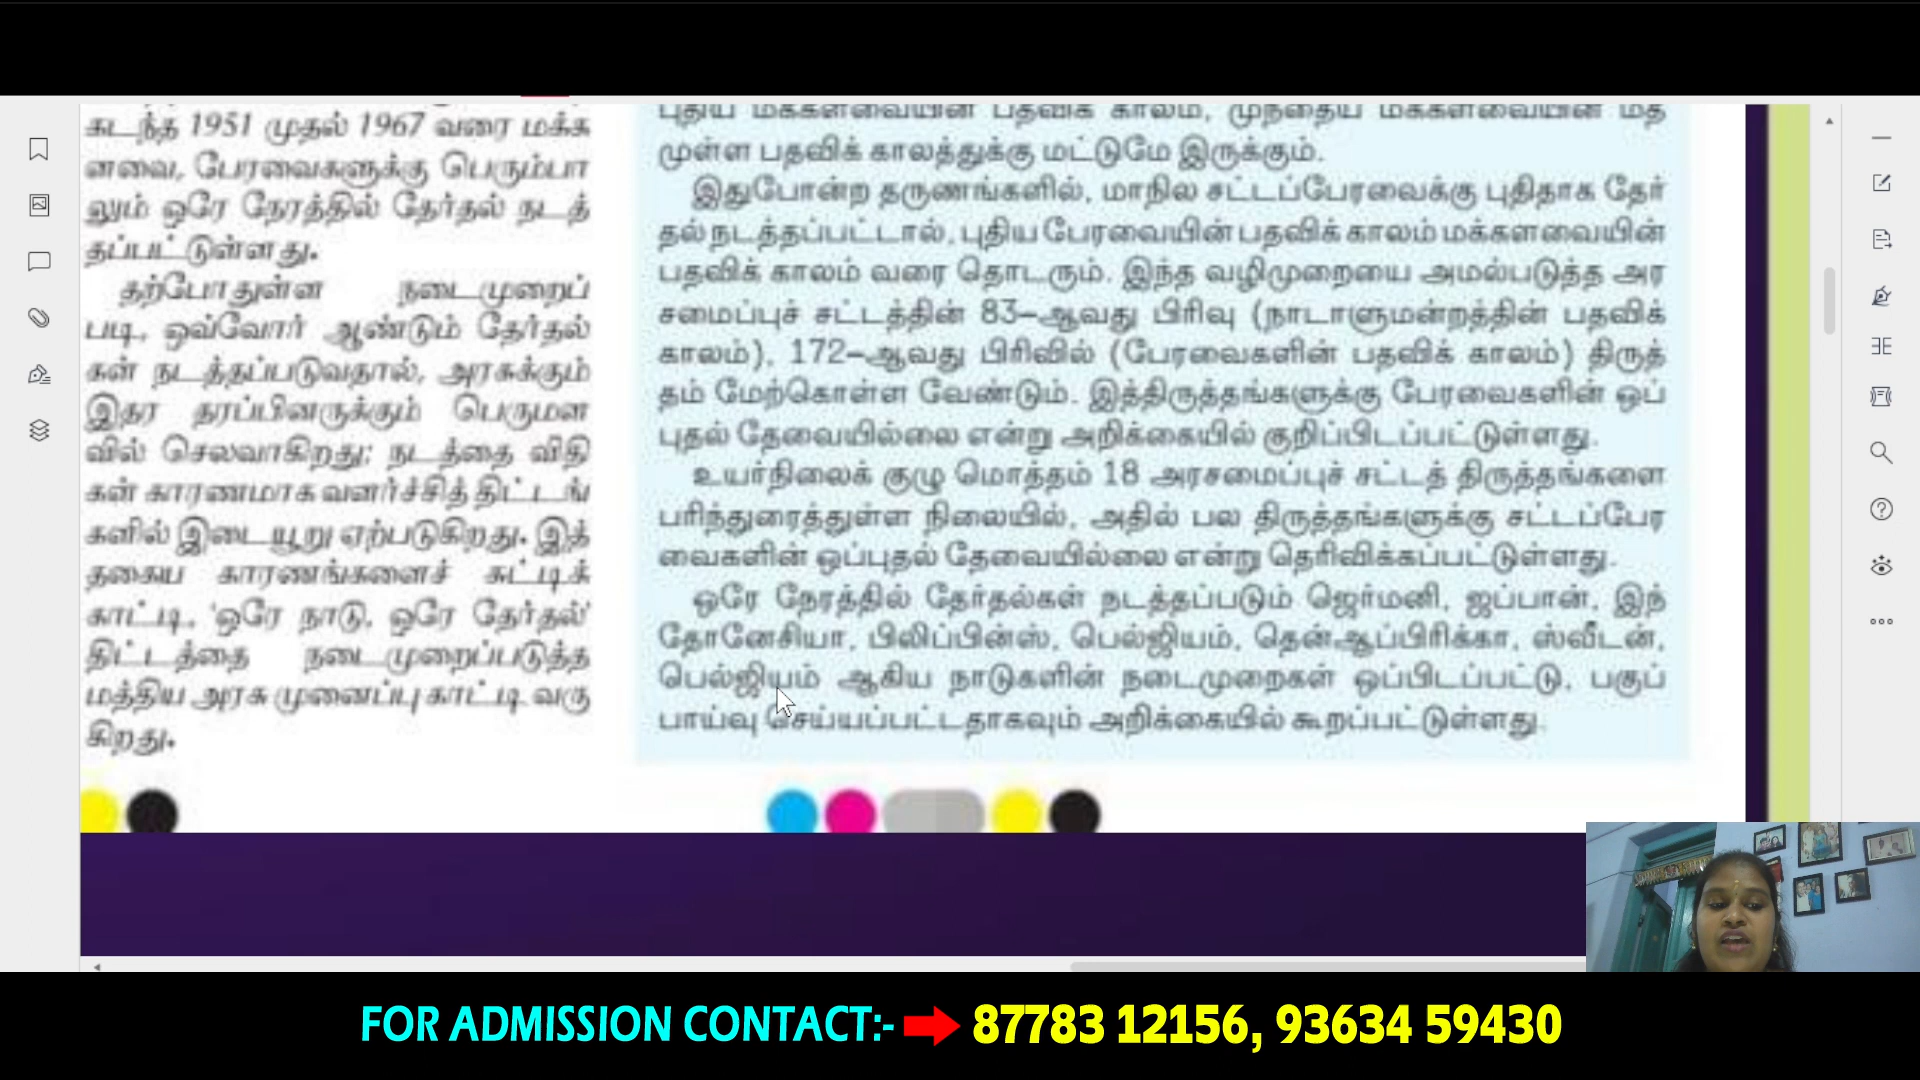 கடந்த 1951 முதல் 1967 வரை மக்க
ளவை, பேரவைகளுக்கு பெரும்பா
லும் ஒரே நேரத்தில் தேர்தல் நடத்
தப்பட்டுள்ளது.
தற்போதுள்ள நடைமுறைப்
படி, ஒவ்வோர் ஆண்டும் தேர்தல்
கள் நடத்தப்படுவதால், அரசுக்கும்
இதர தரப்பினருக்கும் பெருமள
வில் செலவாகிறது; நடத்தை விதி
கள் காரணமாக வளர்ச்சித் திட்டங்
களில் இடையூறு ஏற்படுகிறது. இத்
தகைய காரணங்களைச் சுட்டிக்
காட்டி, 'ஒரே நாடு, ஒரே தேர்தல்'
திட்டத்தை நடைமுறைப்படுத்த
மத்திய அரசு முனைப்பு காட்டி வரு
கிறது.
புதிய மக்களவையின் பதவிக் காலம், முந்தைய மக்களவையின் மீத
முள்ள பதவிக் காலத்துக்கு மட்டுமே இருக்கும்.
இதுபோன்ற தருணங்களில், மாநில சட்டப்பேரவைக்கு புதிதாக தேர்
தல் நடத்தப்பட்டால், புதிய பேரவையின் பதவிக் காலம் மக்களவையின்
பதவிக் காலம் வரை தொடரும். இந்த வழிமுறையை அமல்படுத்த அர
சமைப்புச் சட்டத்தின் 83-ஆவது பிரிவு (நாடாளுமன்றத்தின் பதவிக்
காலம்), 172-ஆவது பிரிவில் (பேரவைகளின் பதவிக் காலம்) திருத்
தம் மேற்கொள்ள வேண்டும். இத்திருத்தங்களுக்கு பேரவைகளின் ஒப்
புதல் தேவையில்லை என்று அறிக்கையில் குறிப்பிடப்பட்டுள்ளது.
உயர்நிலைக் குழு மொத்தம் 18 அரசமைப்புச் சட்டத் திருத்தங்களை
பரிந்துரைத்துள்ள நிலையில், அதில் பல திருத்தங்களுக்கு சட்டப்பேர
வைகளின் ஒப்புதல் தேவையில்லை என்று தெரிவிக்கப்பட்டுள்ளது.
ஒரே நேரத்தில் தேர்தல்கள் நடத்தப்படும் ஜெர்மனி, ஜப்பான், இந்
தோனேசியா, பிலிப்பின்ஸ், பெல்ஜியம், தென்ஆப்பிரிக்கா, ஸ்வீடன்,
பெல்ஜியம் ஆகிய நாடுகளின் நடைமுறைகள் ஒப்பிடப்பட்டு, பகுப்
பாய்வு செய்யப்பட்டதாகவும் அறிக்கையில் கூறப்பட்டுள்ளது.
FOR ADMISSION CONTACT:- 87783 12156, 93634 59430